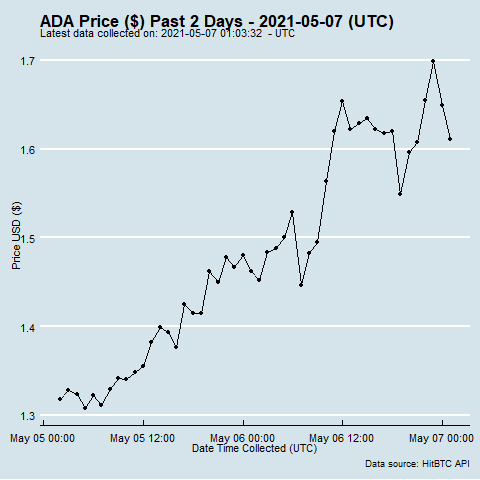 ADA Price ($) Past 2 Days - 2021-05-07 (UTC)
Latest data collected on: 2021-05-07 01:03:32  - UTC
1.7
1.6
1.5
1.4
1.3
Price USD ($)
May 05 00:00 May 05 12:00 May 06 00:00 May 06 12:00 May 07 00:00
Date Time Collected (UTC)
Data source: HitBTC API